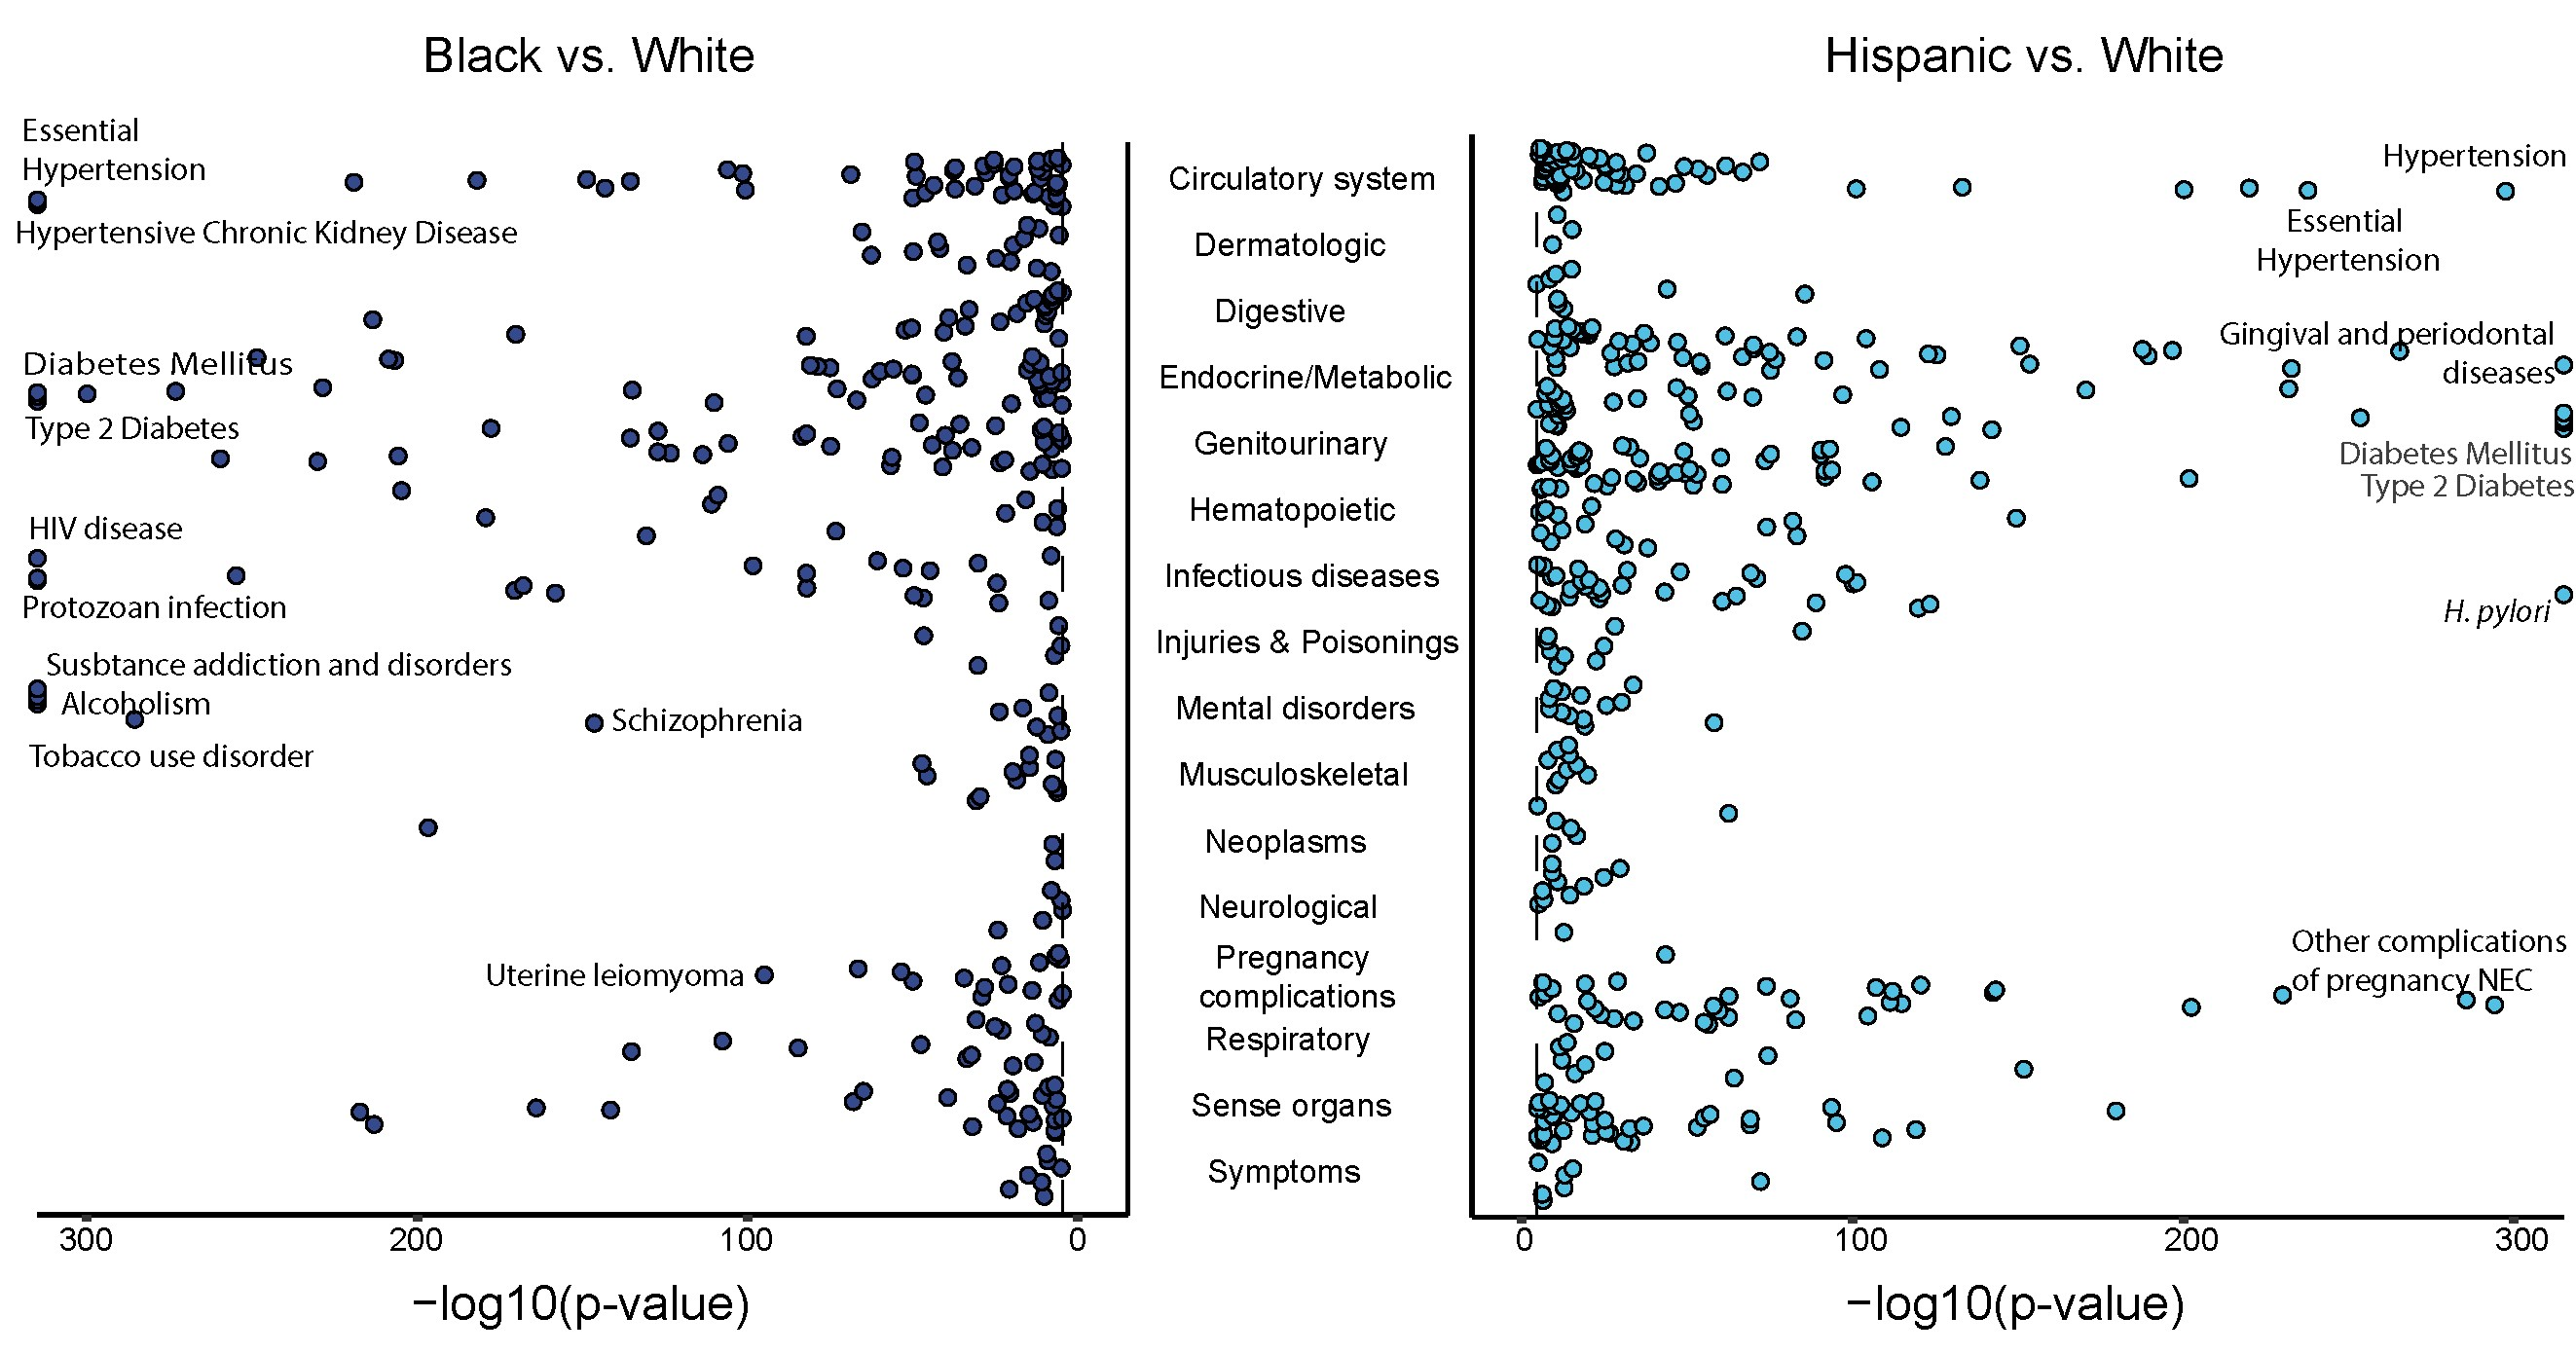 Black vs. White
Hispanic vs. White
Essential
Hypertension
Hypertensive Chronic Kidney Disease
Diabetes Mellitus
Type 2 Diabetes
HIV disease
Protozoan infection
Susbtance addiction and disorders
Alcoholism
Schizophrenia
Tobacco use disorder
Uterine leiomyoma
Circulatory system
Dermatologic
Digestive
Endocrine/Metabolic
Genitourinary
Hematopoietic
Infectious diseases
Injuries & Poisonings
Mental disorders
Musculoskeletal
Neoplasms
Neurological
Pregnancy
complications
Respiratory
Sense organs
Symptoms
Hypertension
Essential
Hypertension
Gingival and periodontal
diseases
Diabetes Mellitus
Type 2 Diabetes
H. pylori
Other complications
of pregnancy NEC
300 200 100 0
0 100 200 300
−log10(p-value)
−log10(p-value)